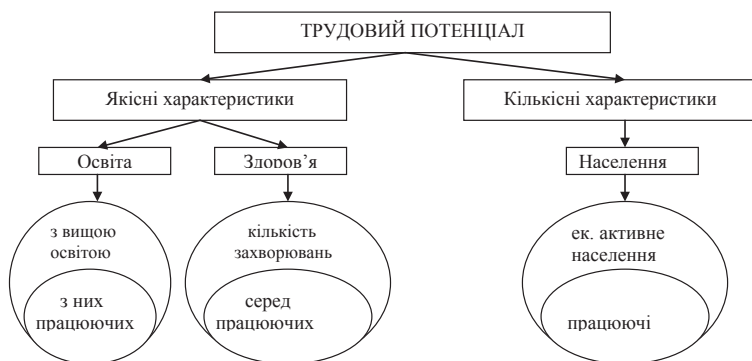 ТРУДОВИЙ ПОТЕНЦІАЛ
Якісні характеристики
Кількісні характеристики
Освіта
Здоров’я
Населення
з вищою
освітою
з них
працюючих
кількість
захворювань
серед
працюючих
ек. активне
населення
працюючі